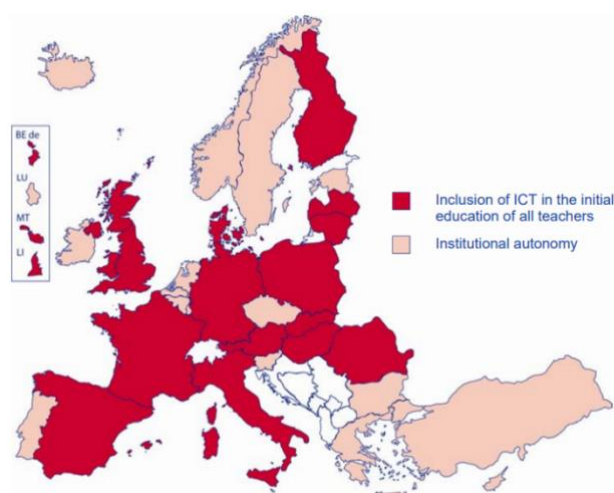 BE de
LU
MT
LI
Inclusion of ICT in the initial
education of all teachers
Institutional autonomy